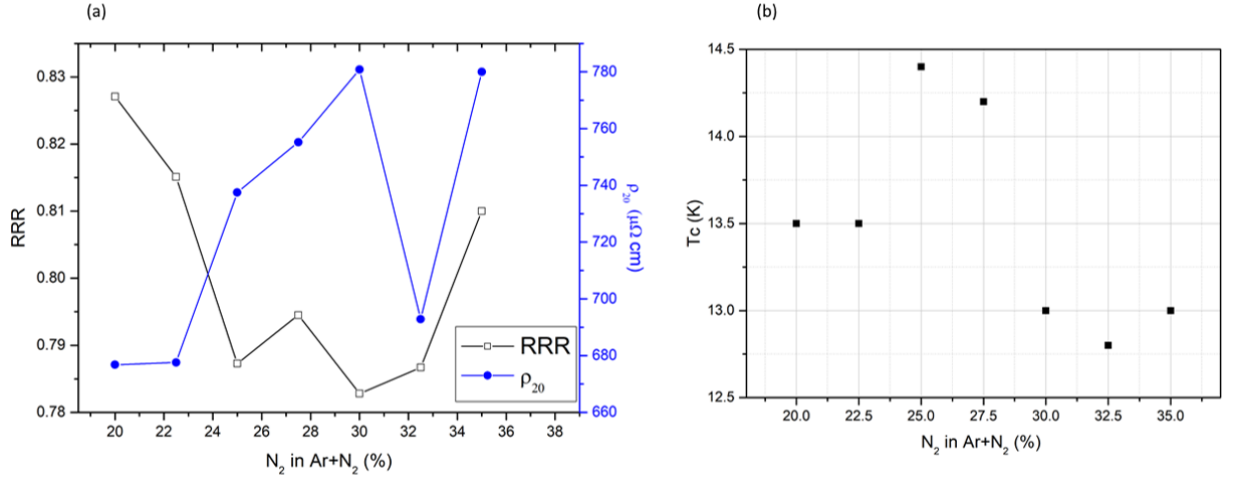 (a)
(b)
0.83
0.82
0.81
0.80
0.79
0.78
RRR
780
760
740
720
700
680
660
ρ20 (μΩ cm)
RRR
ρ20
20 22 24 26 28 30 32 34 36 38
N2 in Ar+N2 (%)
14.5
14.0
13.5
13.0
12.5
Tc (K)
20.0 22.5 25.0 27.5 30.0 32.5 35.0
N2 in Ar+N2 (%)